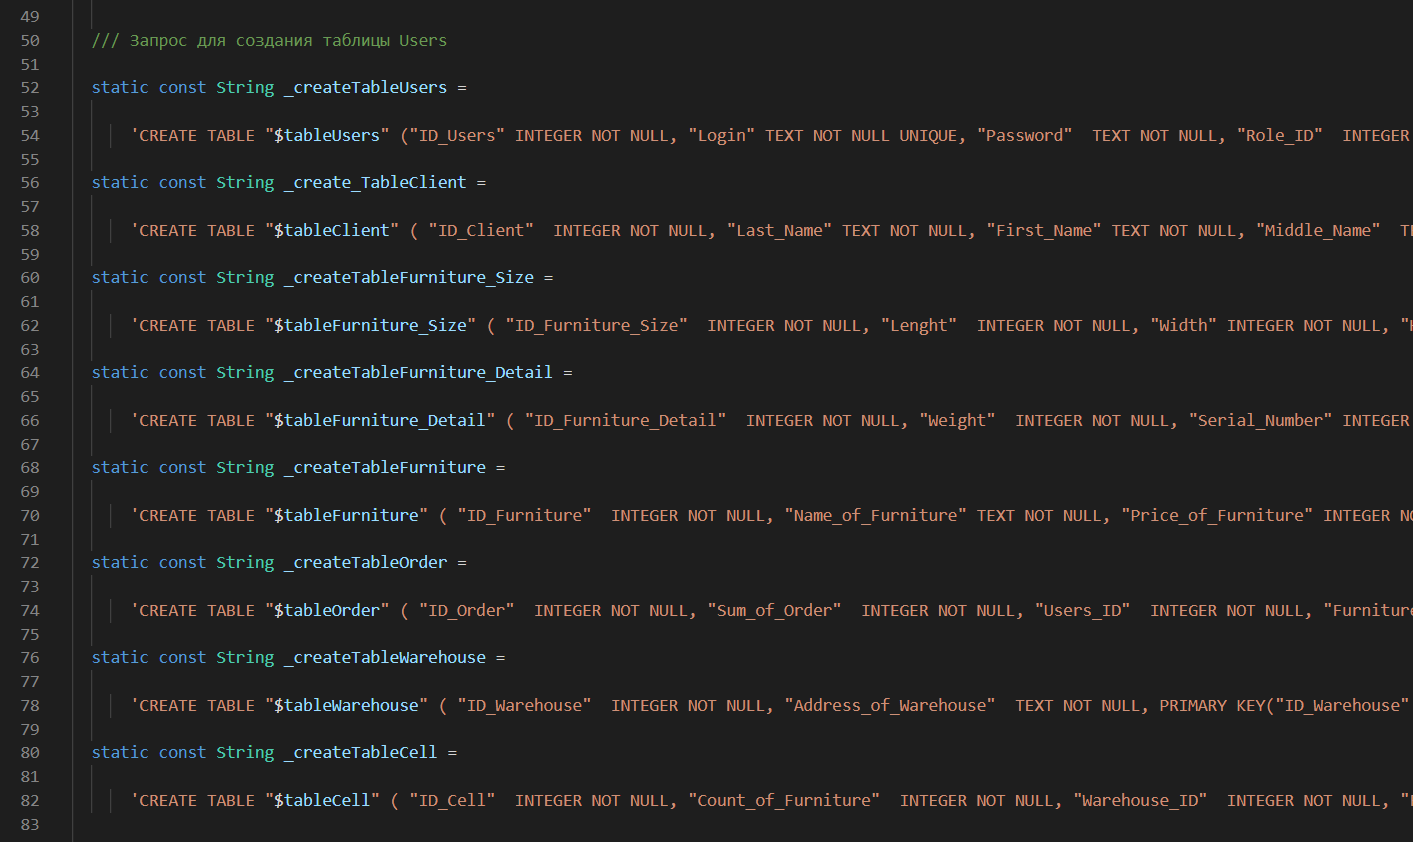 49
50 /// Запрос для создания таблицы Users
51
52 static const String _createTableUsers =
53
54 'CREATE TABLE "$tableUsers" ("ID_Users" INTEGER NOT NULL, "Login" TEXT NOT NULL UNIQUE, "Password"  TEXT NOT NULL, "Role_ID"  INTEGER
55
56 static const String _create_TableClient =
57
58 'CREATE TABLE "$tableClient" ( "ID_Client"  INTEGER NOT NULL, "Last_Name" TEXT NOT NULL, "First_Name" TEXT NOT NULL, "Middle_Name"
59
60 static const String _createTableFurniture_Size =
61
62 'CREATE TABLE "$tableFurniture_Size" ( "ID_Furniture_Size"  INTEGER NOT NULL, "Lenght"  INTEGER NOT NULL, "Width" INTEGER NOT NULL,
63
64 static const String _createTableFurniture_Detail =
65
66 'CREATE TABLE "$tableFurniture_Detail" ( "ID_Furniture_Detail"  INTEGER NOT NULL, "Weight"  INTEGER NOT NULL, "Serial_Number" INTEGER
67
68 static const String _createTableFurniture =
69
70 'CREATE TABLE "$tableFurniture" ( "ID_Furniture"  INTEGER NOT NULL, "Name_of_Furniture" TEXT NOT NULL, "Price_of_Furniture" INTEGER
71
72 static const String _createTableOrder =
73
74 'CREATE TABLE "$tableOrder" ( "ID_Order"  INTEGER NOT NULL, "Sum_of_Order"  INTEGER NOT NULL, "Users_ID"  INTEGER NOT NULL, "Furniture
75
76 static const String _createTableWarehouse =
77
78 'CREATE TABLE "$tableWarehouse" ( "ID_Warehouse"  INTEGER NOT NULL, "Address_of_Warehouse"  TEXT NOT NULL, PRIMARY KEY("ID_Warehouse"
79
80 static const String _createTableCell =
81
82 'CREATE TABLE "$tableCell" ( "ID_Cell"  INTEGER NOT NULL, "Count_of_Furniture"  INTEGER NOT NULL, "Warehouse_ID"  INTEGER NOT NULL,
83